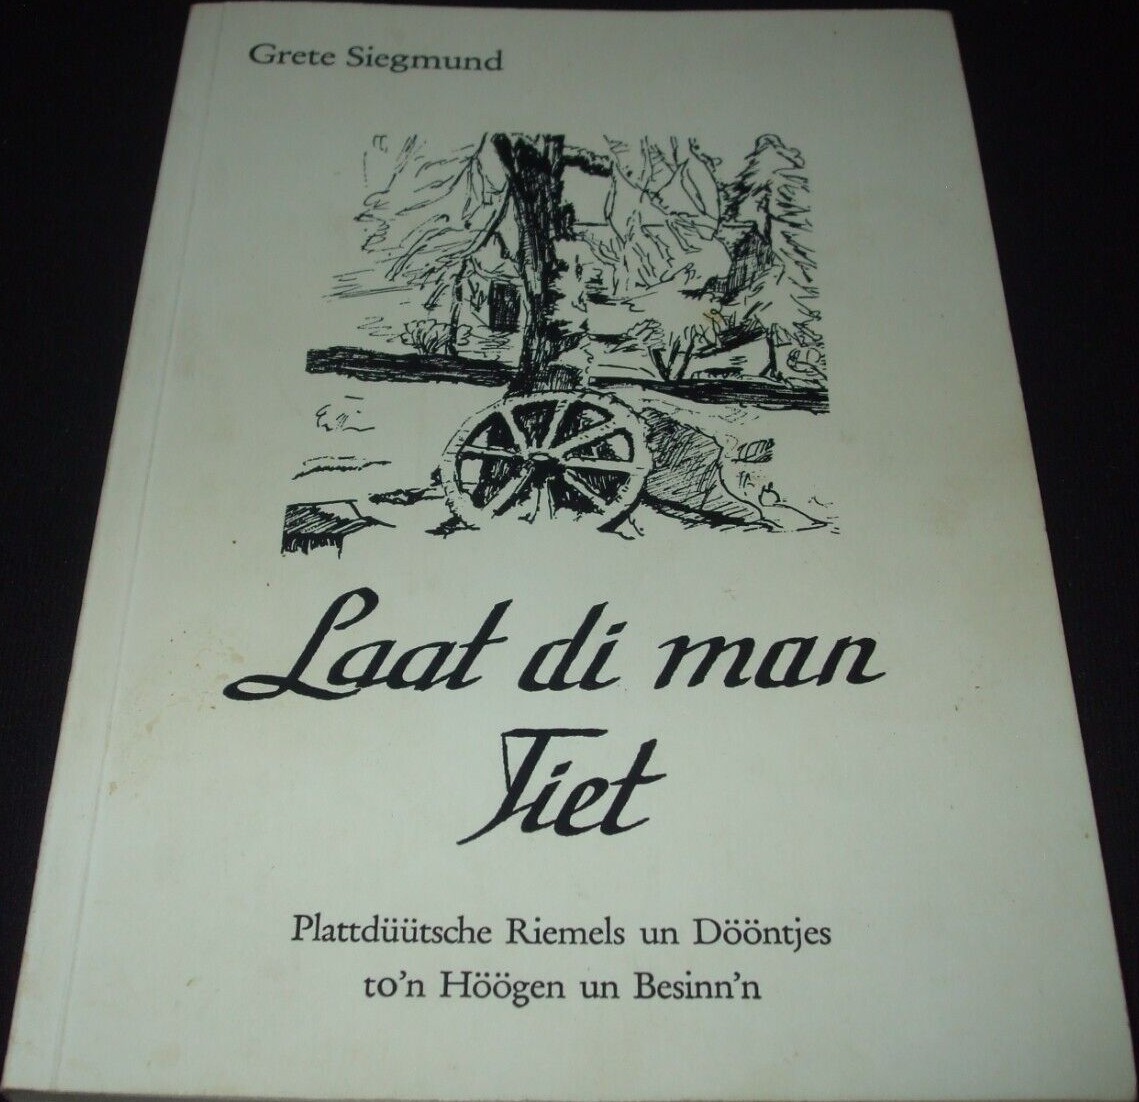 Grete Siegmund
Laat di man
Tiet
Plattdüütsche Riemels un Dööntjes
to'n Höögen un Besinn'n